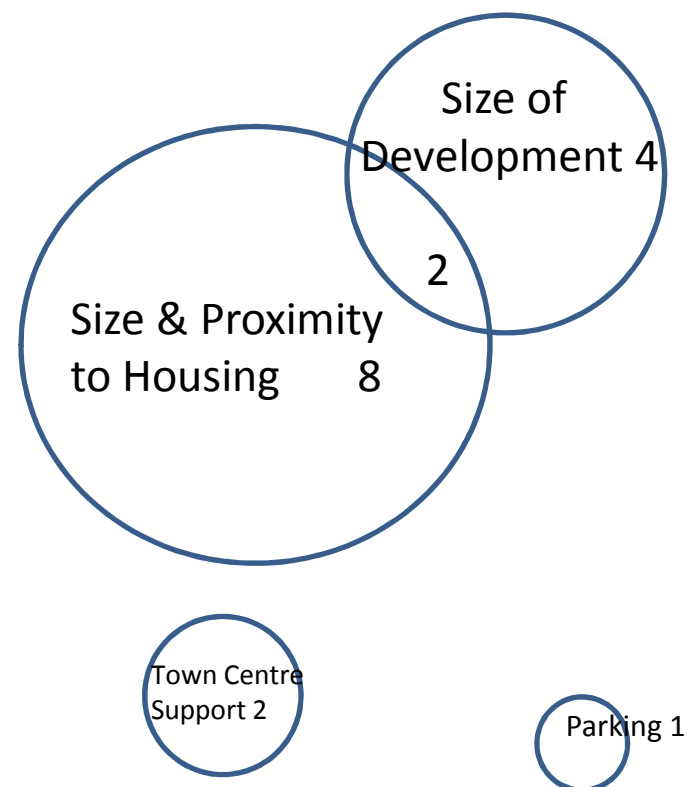 Size of
Development 4
2
Size & Proximity
to Housing 8
Town Centre
Support 2
Parking 1